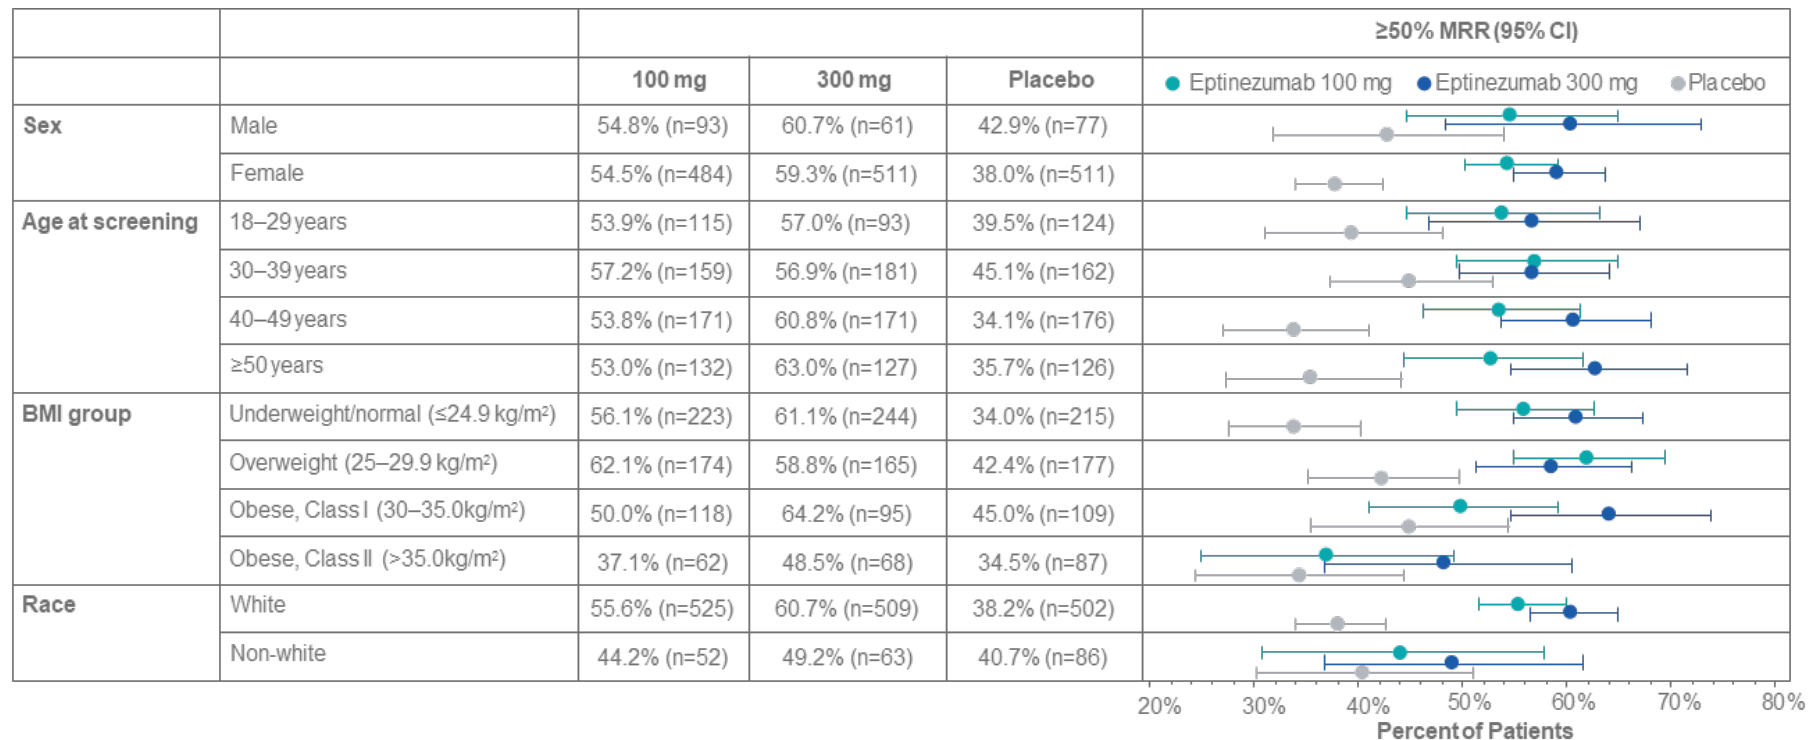 ≥50% MRR (95% CI)
100 mg 300 mg Placebo Eptinezumab 100 mg Eptinezumab 300 mg Placebo
Sex Male 54.8% (n=93) 60.7% (n=61) 42.9% (n=77)
Female 54.5% (n=484) 59.3% (n=511) 38.0% (n=511)
Age at screening 18–29 years 53.9% (n=115) 57.0% (n=93) 39.5% (n=124)
30–39 years 57.2% (n=159) 56.9% (n=181) 45.1% (n=162)
40–49 years 53.8% (n=171) 60.8% (n=171) 34.1% (n=176)
≥50 years 53.0% (n=132) 63.0% (n=127) 35.7% (n=126)
BMI group Underweight/normal (≤24.9 kg/m²) 56.1% (n=223) 61.1% (n=244) 34.0% (n=215)
Overweight (25–29.9 kg/m²) 62.1% (n=174) 58.8% (n=165) 42.4% (n=177)
Obese, Class I (30–35.0kg/m²) 50.0% (n=118) 64.2% (n=95) 45.0% (n=109)
Obese, Class II (>35.0kg/m²) 37.1% (n=62) 48.5% (n=68) 34.5% (n=87)
Race White 55.6% (n=525) 60.7% (n=509) 38.2% (n=502)
Non-white 44.2% (n=52) 49.2% (n=63) 40.7% (n=86)
20% 30% 40% 50% 60% 70% 80%
Percent of Patients